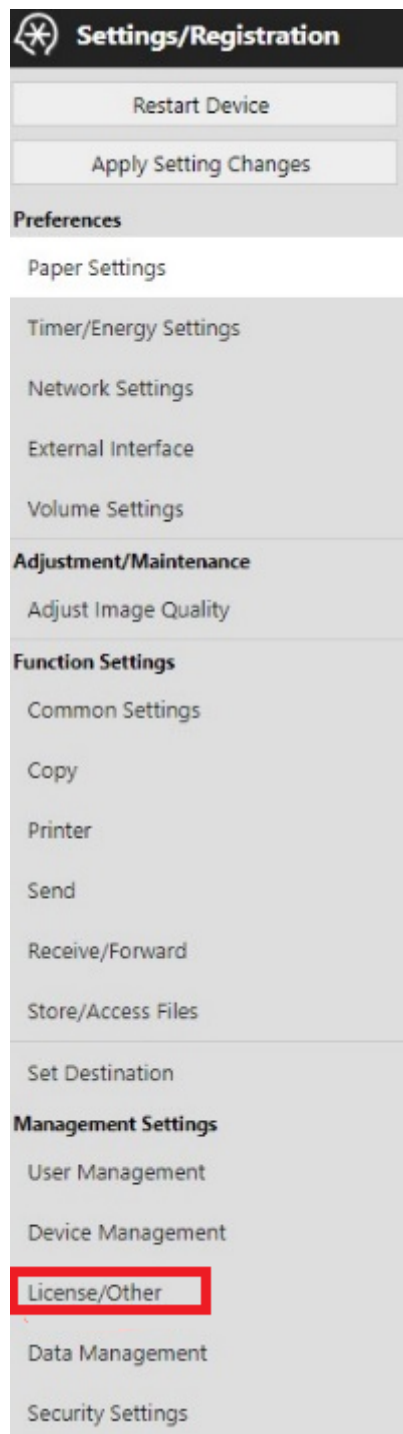 Settings/Registration
Restart Device
Apply Setting Changes
Preferences
Paper Settings
Timer/Energy Settings
Network Settings
External Interface
Volume Settings
Adjustment/Maintenance
Adjust Image Quality
Function Settings
Common Settings
Copy
Printer
Send
Receive/Forward
Store/Access Files
Set Destination
Management Settings
User Management
Device Management
License/Other
Data Management
Security Settings